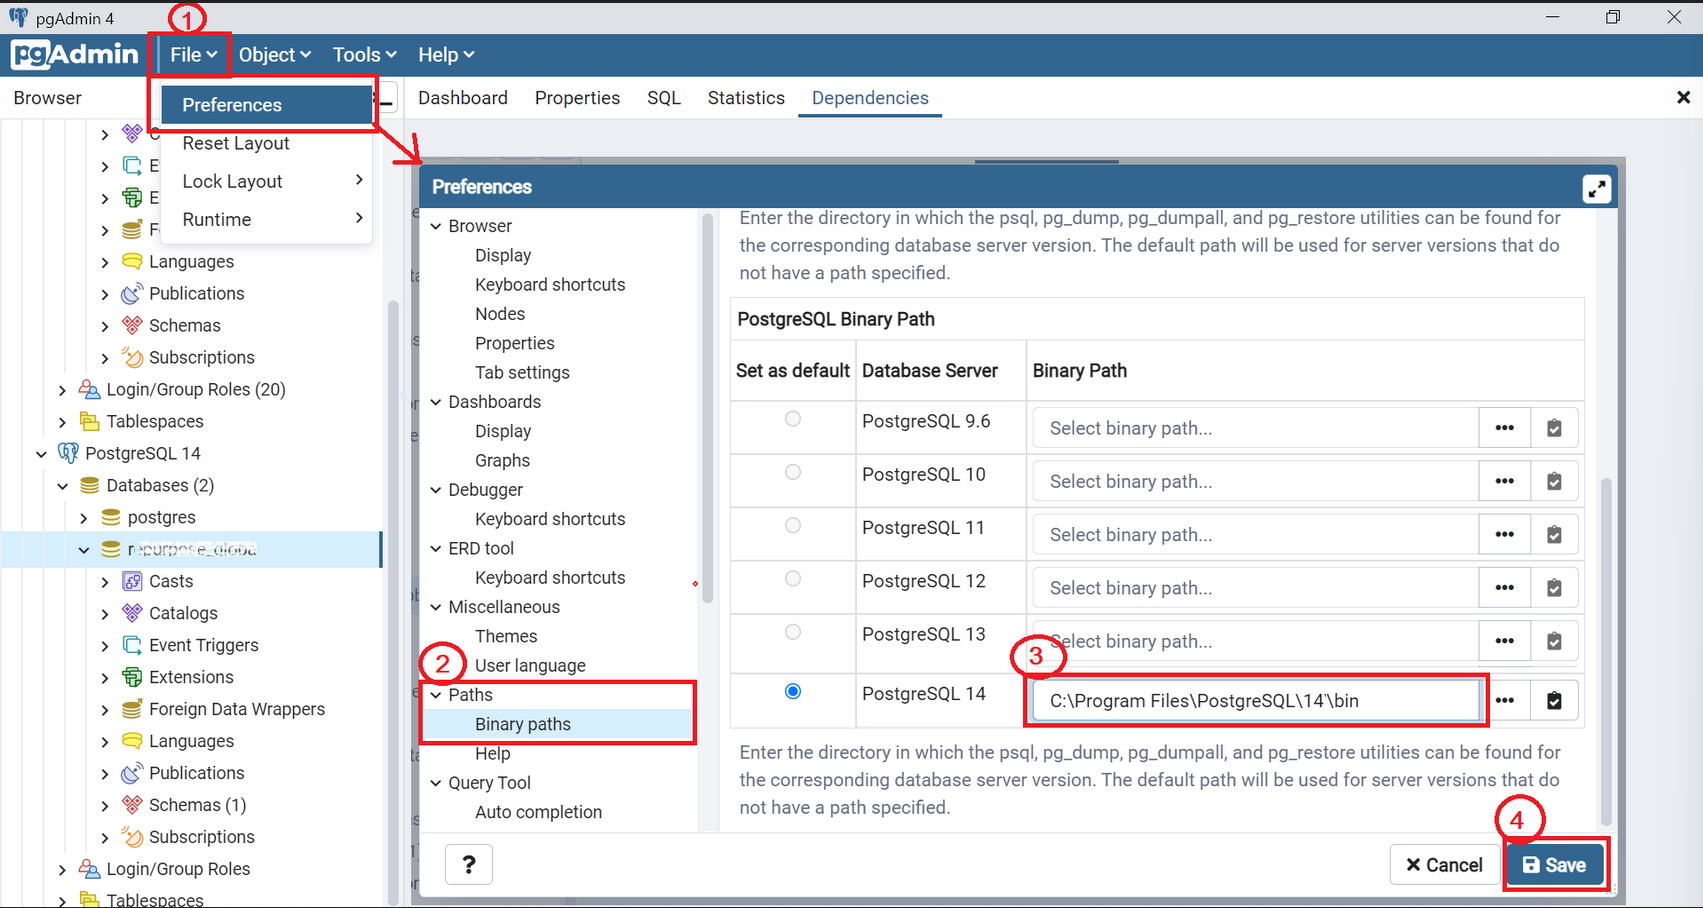 pgAdmin 4
1
pgAdmin
File
Object
Tools
Help
Browser
Preferences
Reset Layout
Lock Layout
Runtime
Dashboard
Properties
SQL
Statistics
Dependencies
C
E
E
F
Languages
Publications
Schemas
Subscriptions
Login/Group Roles (20)
Tablespaces
PostgreSQL 14
Databases (2)
postgres
Casts
Catalogs
Event Triggers
Extensions
Foreign Data Wrappers
Languages
Publications
Schemas (1)
Subscriptions
Login/Group Roles
Tablespaces
Preferences
Browser
Display
Keyboard shortcuts
Nodes
Properties
Tab settings
Dashboards
Display
Graphs
Debugger
Keyboard shortcuts
ERD tool
Keyboard shortcuts
Miscellaneous
Themes
2
User language
Paths
Binary paths
Help
Query Tool
Auto completion
Enter the directory in which the psql, pg_dump, pg_dumpall, and pg_restore utilities can be found for
the corresponding database server version. The default path will be used for server versions that do
not have a path specified.
PostgreSQL Binary Path
Set as default Database Server Binary Path
PostgreSQL 9.6 Select binary path...
PostgreSQL 10 Select binary path...
PostgreSQL 11 Select binary path...
PostgreSQL 12 Select binary path...
PostgreSQL 13 Select binary path...
3
PostgreSQL 14 C:\Program Files\PostgreSQL\14'\bin
Enter the directory in which the psql, pg_dump, pg_dumpall, and pg_restore utilities can be found for
the corresponding database server version. The default path will be used for server versions that do
not have a path specified.
4
?
Cancel
Save